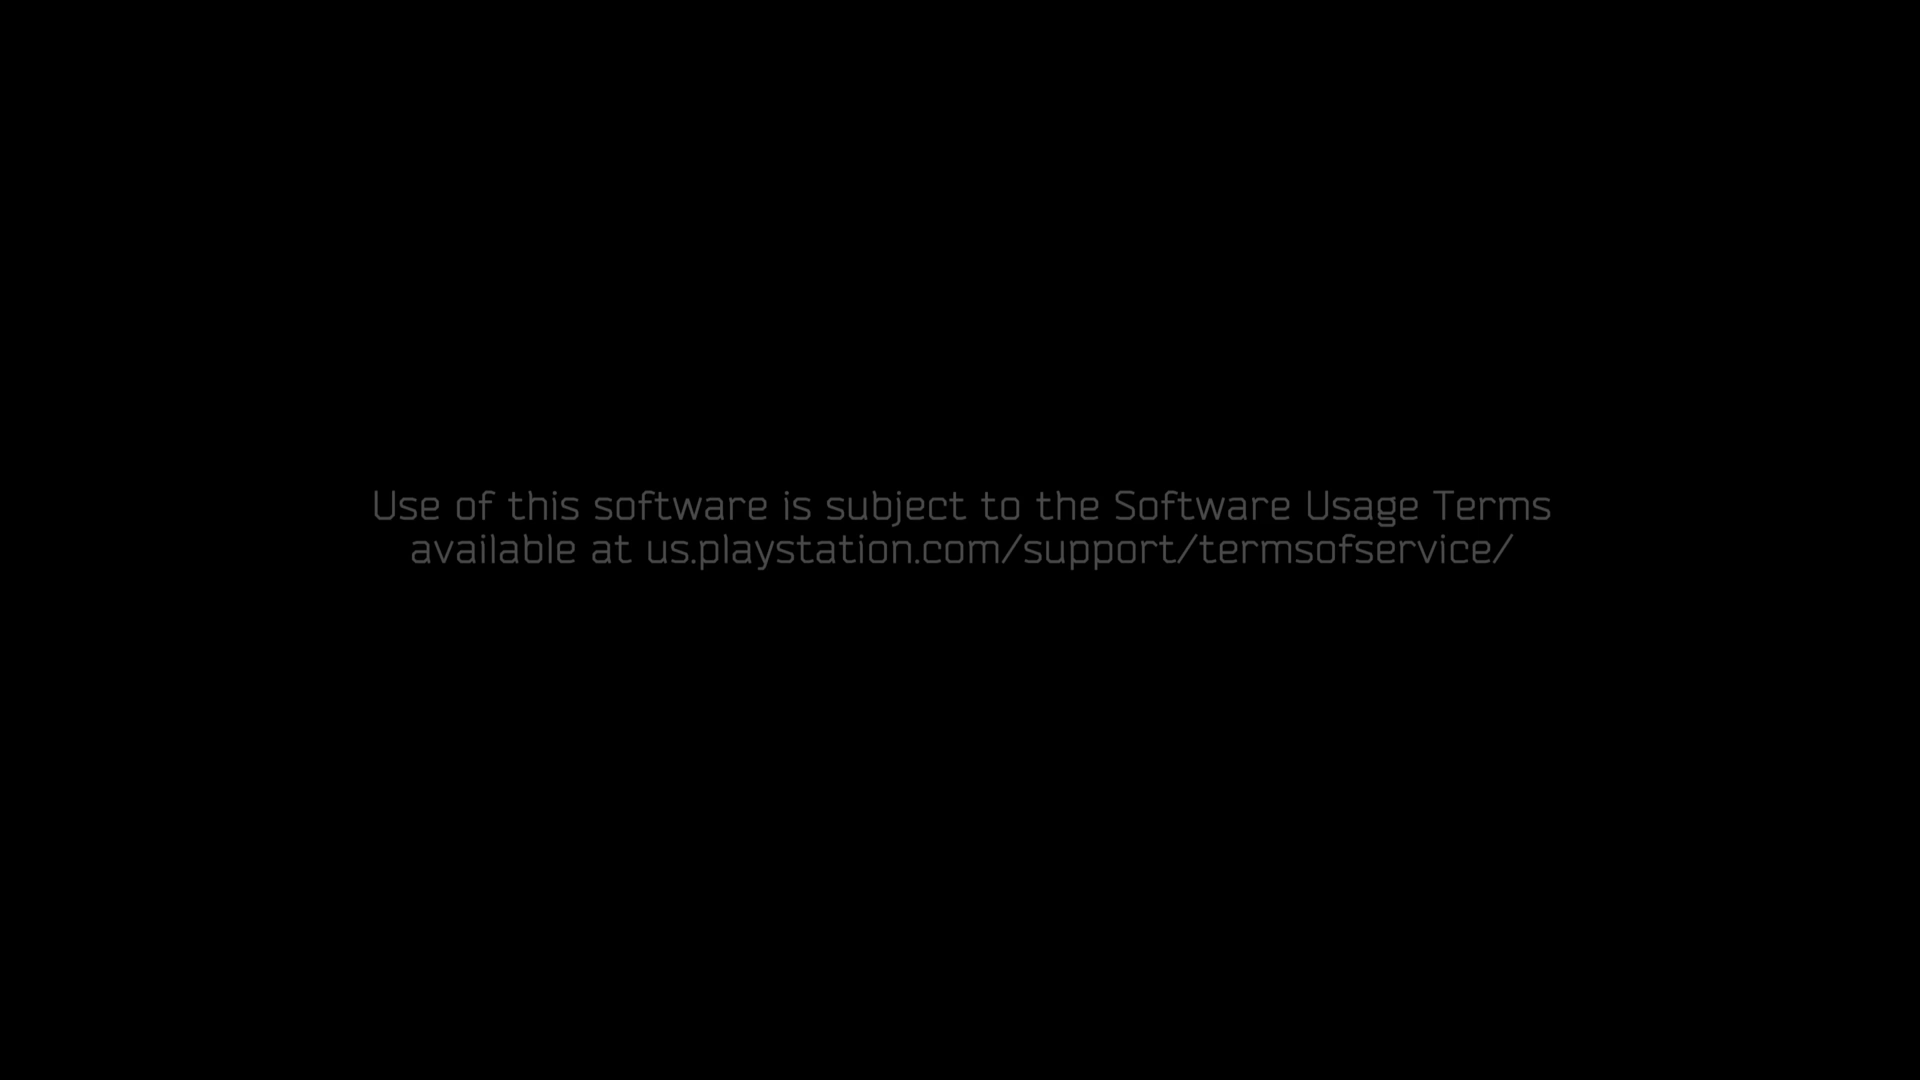 Use of this software is subject to the Software Usage Terms
available at us.playstation.com/support/termsofservice/